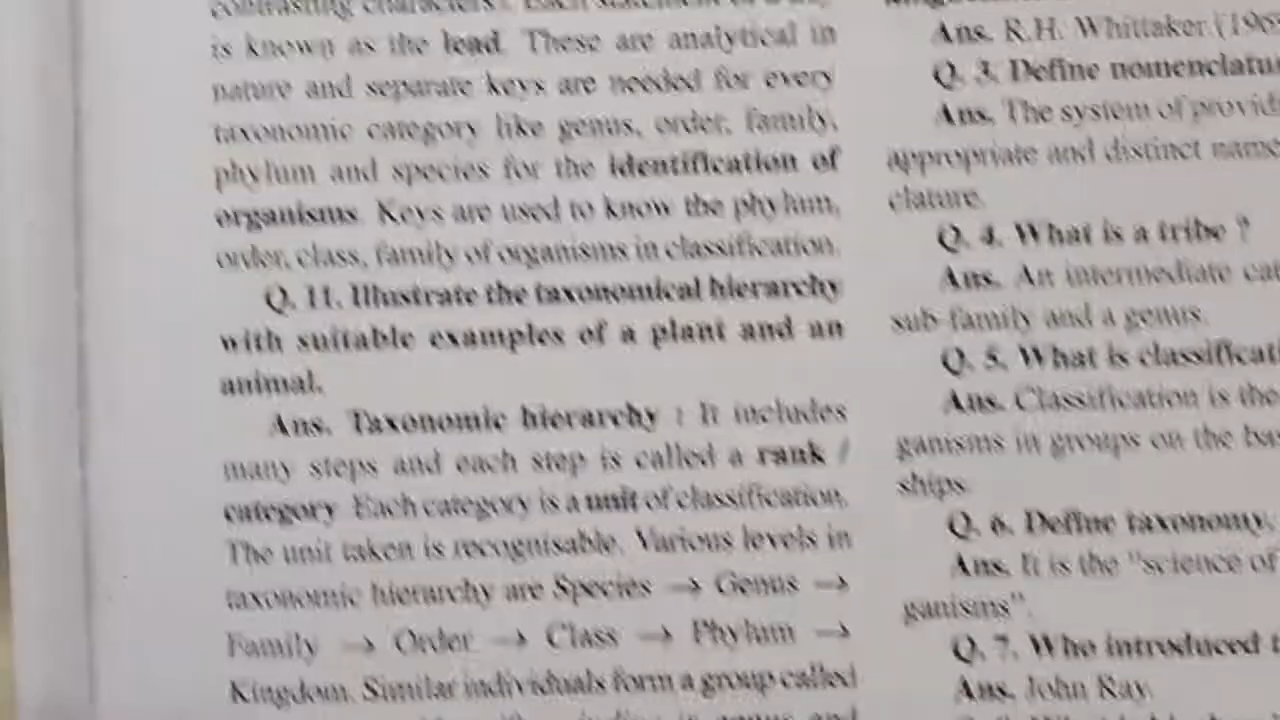 contrasting characters
is known as the lead. These are analytical in
nature and separate keys are needed for every
taxonomic category like genus, order, family,
phylum and species for the identification of
organisms. Keys are used to know the phylum,
order, class, family of organisms in classification.
Q. 11. Illustrate the taxonomical hierarchy
with suitable examples of a plant and an
animal.
Ans. Taxonomic hierarchy : It includes
many steps and each step is called a rank /
category. Each category is a unit of classification.
The unit taken is recognisable. Various levels in
taxonomic hierarchy are Species → Genus →
Family → Order → Class → Phylum →
Kingdom. Similar individuals form a group called
Ans. R.H. Whittaker (196
Q. 3. Define nomenclatu
Ans. The system of provid
appropriate and distinct name
clature.
Q. 4. What is a tribe ?
Ans. An intermediate cat
sub-family and a genus.
Q. 5. What is classificati
Ans. Classification is the
ganisms in groups on the ba
ships.
Q. 6. Define taxonomy.
Ans. It is the "science of
ganisms".
Q. 7. Who introduced t
Ans. John Ray.